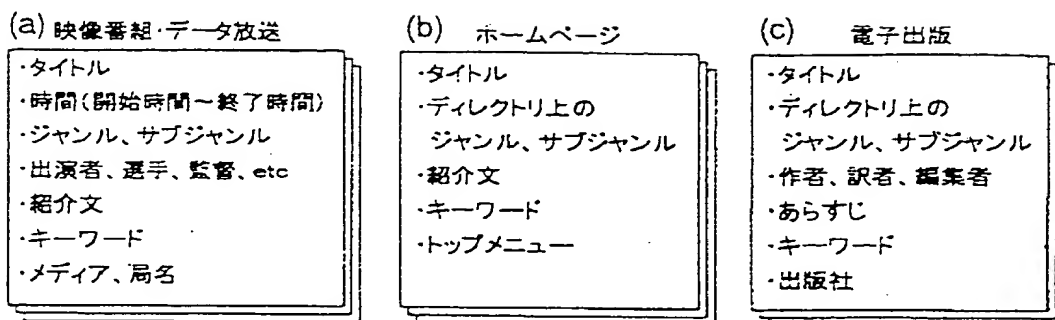 (a) 映像番組・データ放送
・タイトル
・時間(開始時間~終了時間)
・ジャンル、サブジャンル
・出演者、選手、監督、etc
・紹介文
・キーワード
・メディア、局名
(b) ホームページ
・タイトル
・ディレクトリ上の
ジャンル、サブジャンル
・紹介文
・キーワード
・トップメニュー
(c) 電子出版
・タイトル
・ディレクトリ上の
ジャンル、サブジャンル
・作者、訳者、編集者
・あらすじ
・キーワード
・出版社